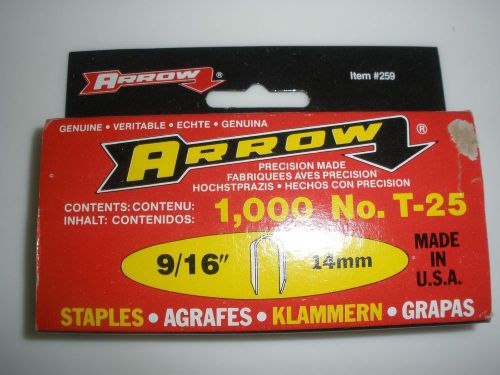 ARROW®
Item #259
GENUINE • VERITABLE • ECHTE • GENUINA
ARROW®
PRECISION MADE
FABRIQUEES AVES PRECISION
HOCHSTPRAZIS • HECHOS CON PRECISION
CONTENTS: CONTENU:
INHALT: CONTENIDOS:
1,000 No. T-25
9/16" 14mm
MADE
IN
U.S.A.
STAPLES • AGRAFES • KLAMMERN • GRAPAS